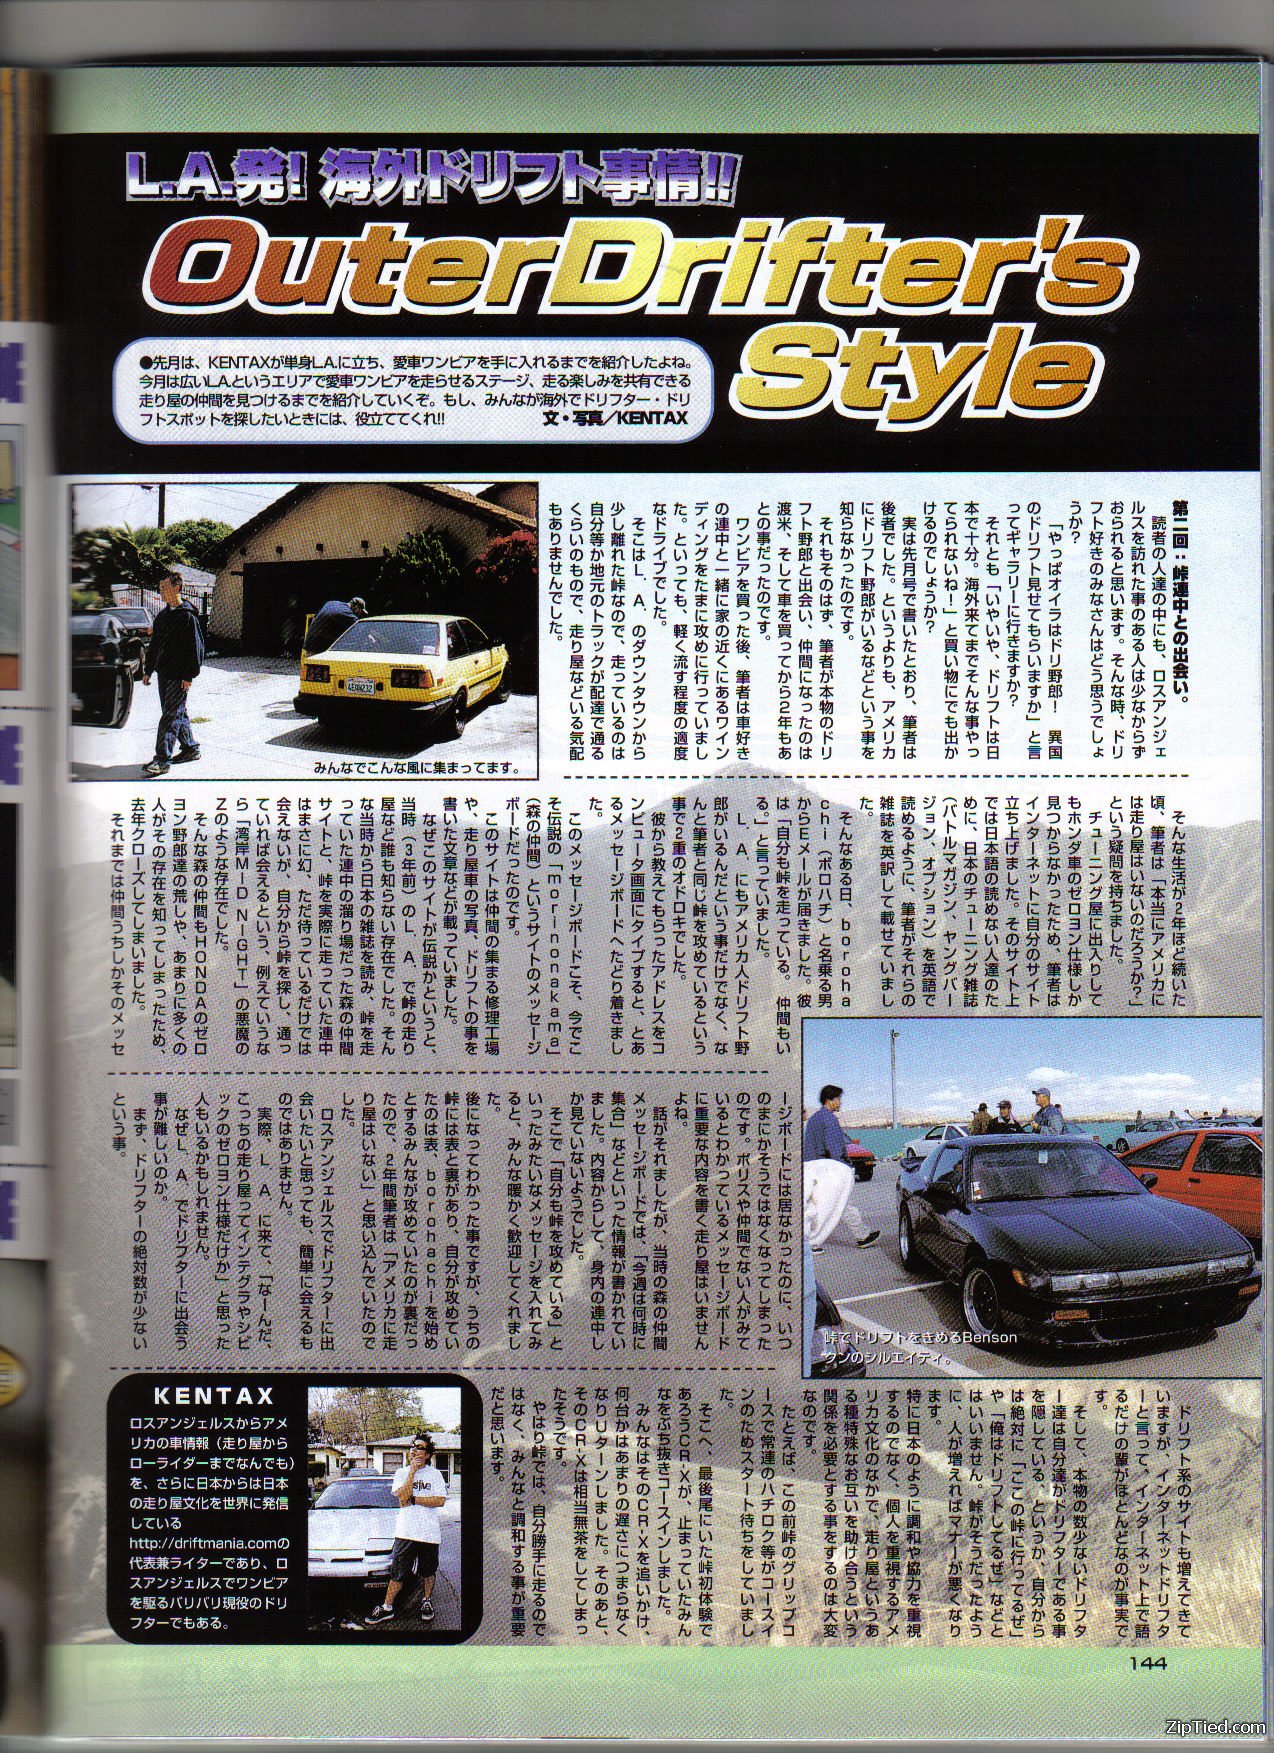 L.A.発! 海外ドリフト事情!!
OuterDrifter's
Style
●先月は、KENTAXが単身L.A.に立ち、愛車ワンビアを手に入れるまでを紹介したよね。
今月は広いL.A.というエリアで愛車ワンビアを走らせるステージ、走る楽しみを共有できる
走り屋の仲間を見つけるまでを紹介していくぞ。もし、みんなが海外でドリフター・ドリ
フトスポットを探したいときには、役立ててくれ!!
文・写真／KENTAX
第二回：峠連中との出会い。
読者の人達の中にも、ロスアンジェ
ルスを訪れた事のある人は少なからず
おられると思います。そんな時、ドリ
フト好きのみなさんはどう思うでしょ
うか？
「やっぱオイラはドリ野郎！　異国
のドリフト見せてもらいますか」と言
ってギャラリーに行きますか？
それとも「いやいや、ドリフトは日
本で十分。海外来てまでそんな事やっ
てられないね！」と買い物にでも出か
けるのでしょうか？
実は先月号で書いたとおり、筆者は
後者でした。というよりも、アメリカ
にドリフト野郎がいるなどという事を
知らなかったのです。
それもそのはず、筆者が本物のドリ
フト野郎と出会い、仲間になったのは
渡米、そして車を買ってから2年もあ
との事だったのです。
ワンビアを買った後、筆者は車好き
の連中と一緒に家の近くにあるワイン
ディングをたまに攻めに行っていまし
た。といっても、軽く流す程度の適度
なドライブでした。
そこはL．A．のダウンタウンから
少し離れた峠なので、走っているのは
自分等か地元のトラックが配達で通る
くらいのもので、走り屋などいる気配
もありませんでした。
4EQN232
みんなでこんな風に集まってます。
そんな生活が2年ほど続いた
頃、筆者は「本当にアメリカに
は走り屋はいないのだろうか？」
という疑問を持ちました。
チューニング屋に出入りして
もホンダ車のゼロヨン仕様しか
見つからなかったため、筆者は
インターネットに自分のサイト
立ち上げました。そのサイト上
では日本語の読めない人達のた
めに、日本のチューニング雑誌
（バトルマガジン、ヤングバー
ジョン、オプション）を英語で
読めるように、筆者がそれらの
雑誌を英訳して載せていまし
た。
そんなある日、boroha
chi（ボロハチ）と名乗る男
からEメールが届きました。彼
は「自分も峠を走っている。仲間もい
る。」と言っていました。
L．A．にもアメリカ人ドリフト野
郎がいるんだという事だけでなく、な
んと筆者と同じ峠を攻めているという
事で2重のオドロキでした。
彼から教えてもらったアドレスをコ
ンピュータ画面にタイプすると、とあ
るメッセージボードへたどり着きまし
た。
このメッセージボードこそ、今でこ
そ伝説の「morinonakama」
（森の仲間）というサイトのメッセージ
ボードだったのです。
このサイトは仲間の集まる修理工場
や、走り屋車の写真、ドリフトの事を
書いた文章などが載っていました。
なぜこのサイトが伝説かというと、
当時（3年前）のL．A．で峠の走り
屋など誰も知らない存在でした。そん
な当時から日本の雑誌を読み、峠を走
っていた連中の溜り場だった森の仲間
サイトと、峠を実際に走っていた連中
はまさに幻、ただ待っているだけでは
会えないが、自分から峠を探し、通っ
ていれば会えるという、例えていうな
ら「湾岸MIDNIGHT」の悪魔の
Zのような存在でした。
そんな森の仲間もHONDAのゼロ
ヨン野郎達の荒しや、あまりに多くの
人がその存在を知ってしまったため、
去年クローズしてしまいました。
それまでは仲間うちしかそのメッセ
ージボードには居なかったのに、いつ
のまにかそうではなくなってしまった
のです。ポリスや仲間でない人がみて
いるとわかっているメッセージボード
に重要な内容を書く走り屋はいません
よね。
話がそれましたが、当時の森の仲間
メッセージボードでは、「今週は何時に
集合」などといった情報が書かれてい
ました。内容からして、身内の連中し
か見ていないようでした。
そこで「自分も峠を攻めている」と
いったみたいなメッセージを入れてみ
ると、みんな暖かく歓迎してくれまし
た。
後になってわかった事ですが、うちの
峠には表と裏があり、自分が攻めてい
たのは表、borohachiを始め
とするみんなが攻めていたのが裏だっ
たので、2年間筆者は「アメリカに走
り屋はいない」と思い込んでいたので
した。
ロスアンジェルスでドリフターに出
会いたいと思っても、簡単に会えるも
のではありません。
実際、L．A．に来て、「なーんだ、
こっちの走り屋ってインテグラやシビ
ックのゼロヨン仕様だけか」と思った
人もいるかもしれません。
なぜL．A．でドリフターに出会う
事が難しいのか。
まず、ドリフターの絶対数が少ない
という事。
峠でドリフトをきめるBenson
クンのシルエイティ。
ドリフト系のサイトも増えてきて
いますが、インターネットドリフタ
ーと言って、インターネット上で語
るだけの輩がほとんどなのが事実で
す。
そして、本物の数少ないドリフタ
ー達は自分達がドリフターである事
を隠している、というか、自分から
は絶対に「ここの峠に行ってるぜ」
や「俺はドリフトしてるぜ」などと
はいいません。峠がそうだったよう
に、人が増えればマナーが悪くなり
ます。
特に日本のように調和や協力を重視
するのでなく、個人を重視するアメ
リカ文化のなかで、走り屋というあ
る種特殊なお互いを助け合うという
関係を必要とする事をするのは大変
なのです。
たとえば、この前峠のグリップコ
ースで常連のハチロク等がコースイ
ンのためスタート待ちをしていまし
た。
そこへ、最後尾にいた峠初体験で
あろうCR-Xが、止まっていたみん
なをぶち抜きコースインしました。
みんなはそのCR-Xを追いかけ、
何台かはあまりの遅さにつまらなく
なりUターンしました。そのあと、
そのCR-Xは相当無茶をしてしまっ
たそうです。
やはり峠では、自分勝手に走るので
はなく、みんなと調和する事が重要
だと思います。
KENTAX
ロスアンジェルスからアメ
リカの車情報（走り屋から
ローライダーまでなんでも）
を、さらに日本からは日本
の走り屋文化を世界に発信
している
http://driftmania.comの
代表兼ライターであり、ロ
スアンジェルスでワンビア
を駆るバリバリ現役のドリ
フターでもある。
144
ZipTied.com